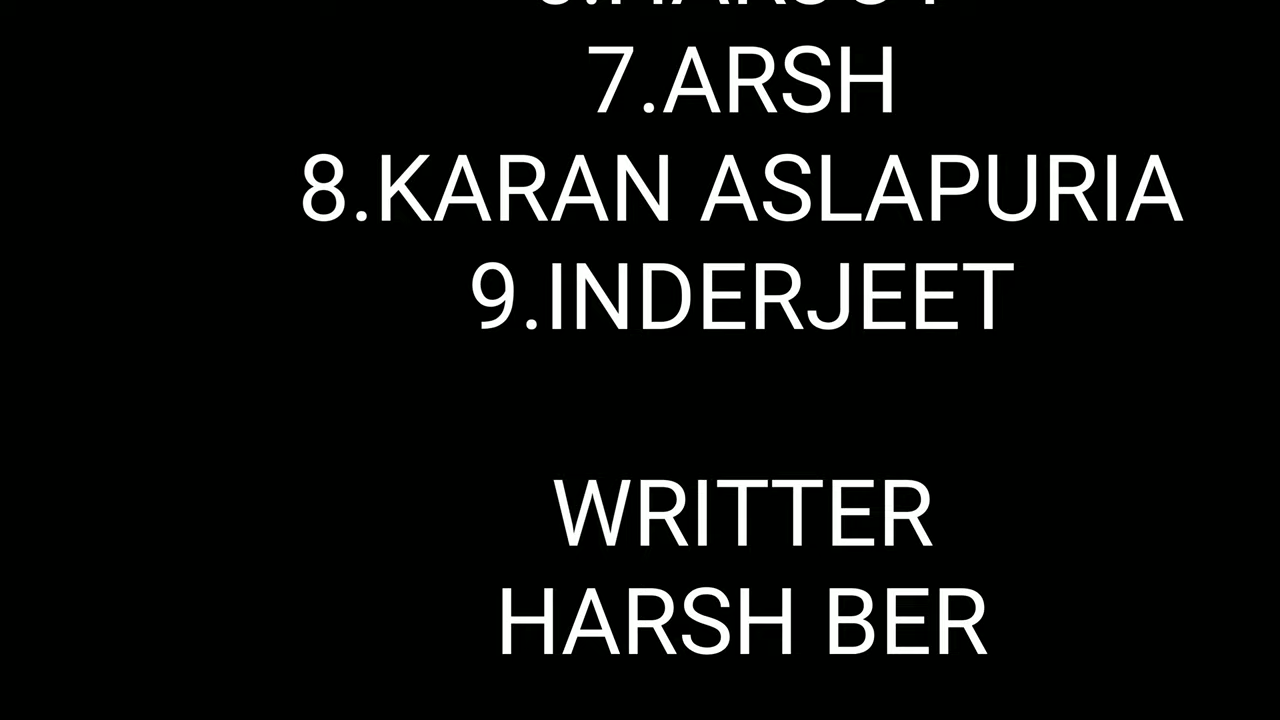 7.ARSH
8.KARAN ASLAPURIA
9.INDERJEET
WRITTER
HARSH BER